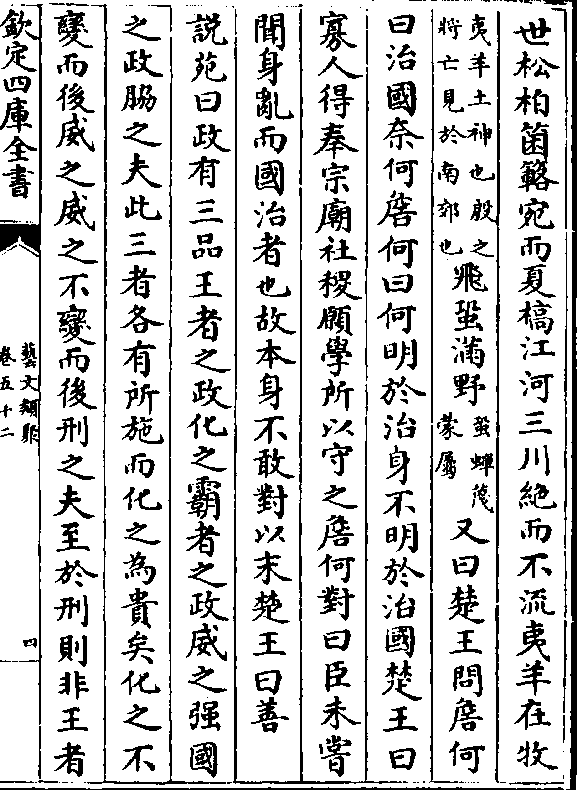 世松柏箘簵宛而夏槁江河三川絶而不流夷羊在牧
夷羊土神也殷之
將亡見於南郊也
飛蛩滿野
蛩蟬蠛
蒙屬
又曰楚王問詹何
曰治國奈何詹何曰何明於治身不明於治國楚王曰
寡人得奉宗廟社稷願學所以守之詹何對曰臣未嘗
聞身亂而國治者也故本身不敢對以末楚王曰善
説苑曰政有三品王者之政化之霸者之政威之强國
之政脇之夫此三者各有所施而化之為貴矣化之不
變而後威之威之不變而後刑之夫至於刑則非王者
欽定四庫全書
藝文類聚
卷五十二
四